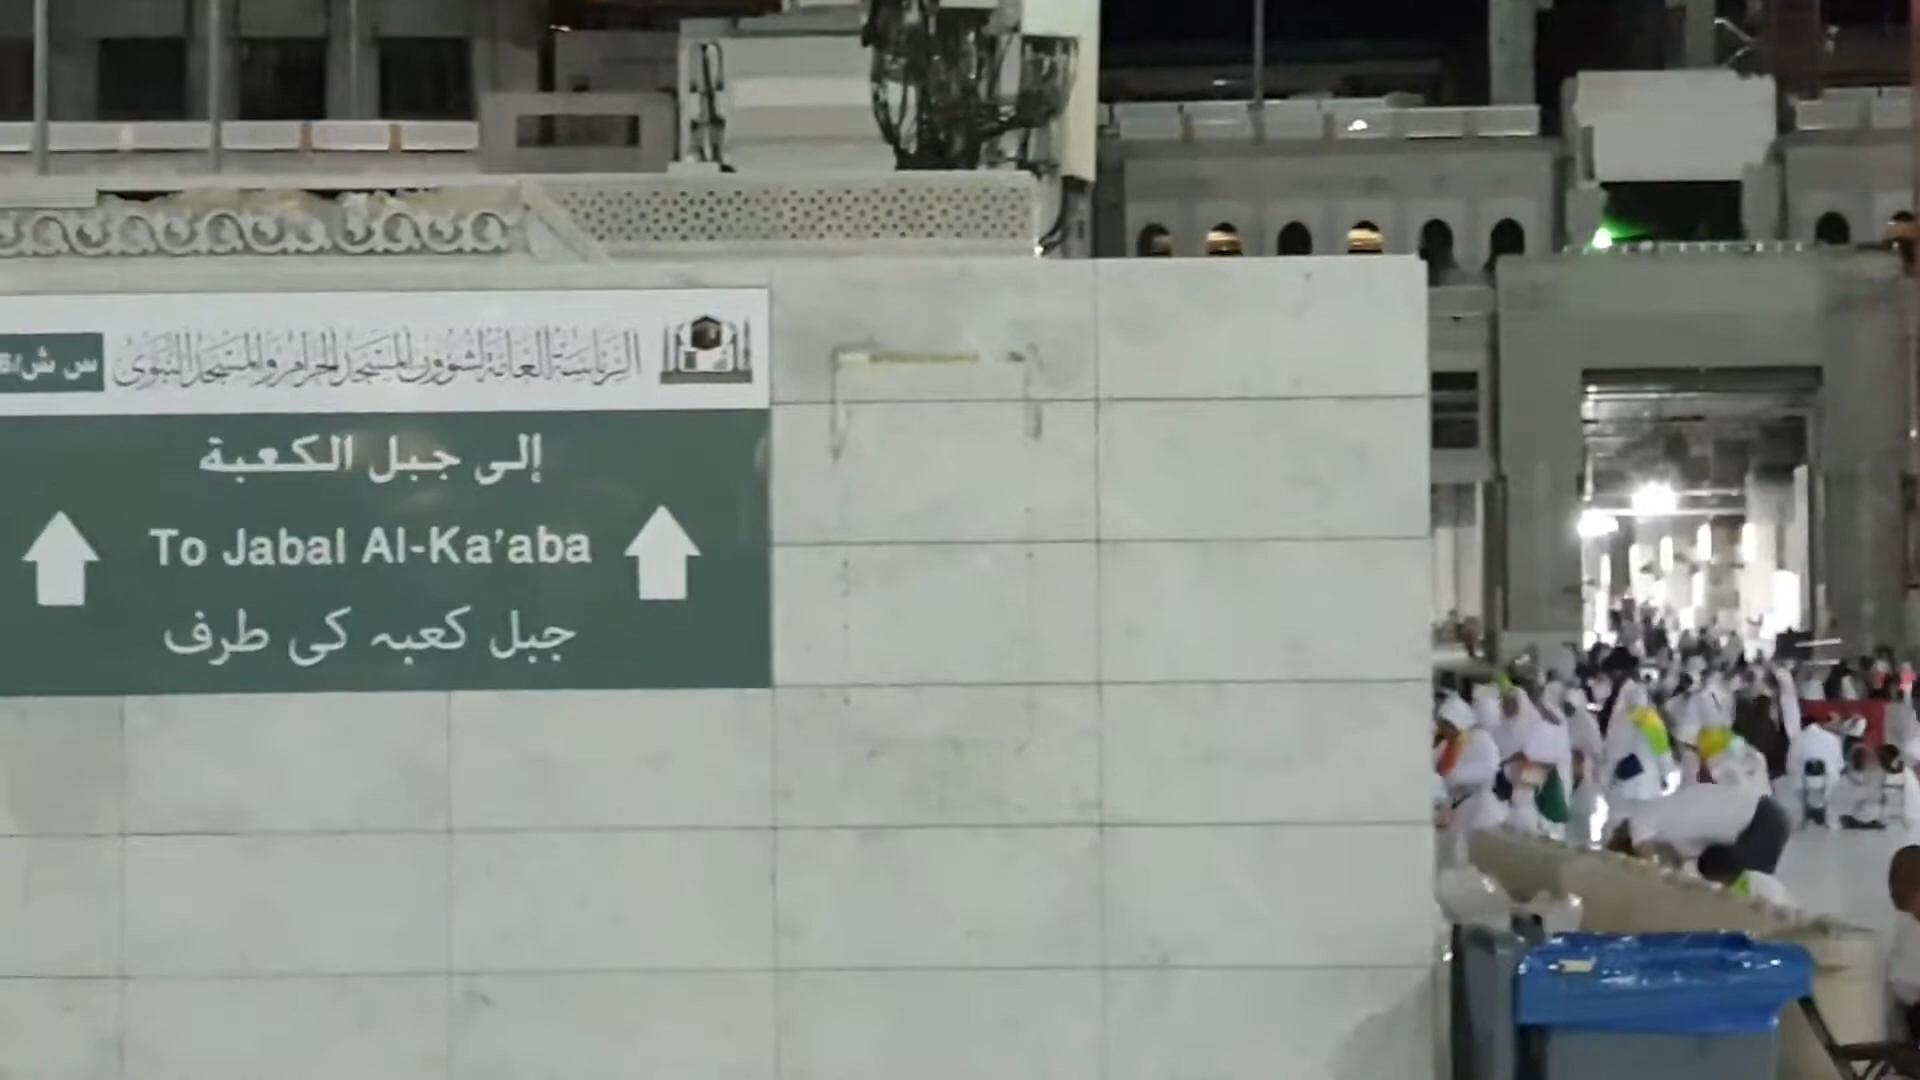 الرئاسة العامة لشؤون المسجد الحرام والمسجد النبوي
س ش
إلى جبل الكعبة
To Jabal Al-Ka'aba
جبل کعبہ کی طرف